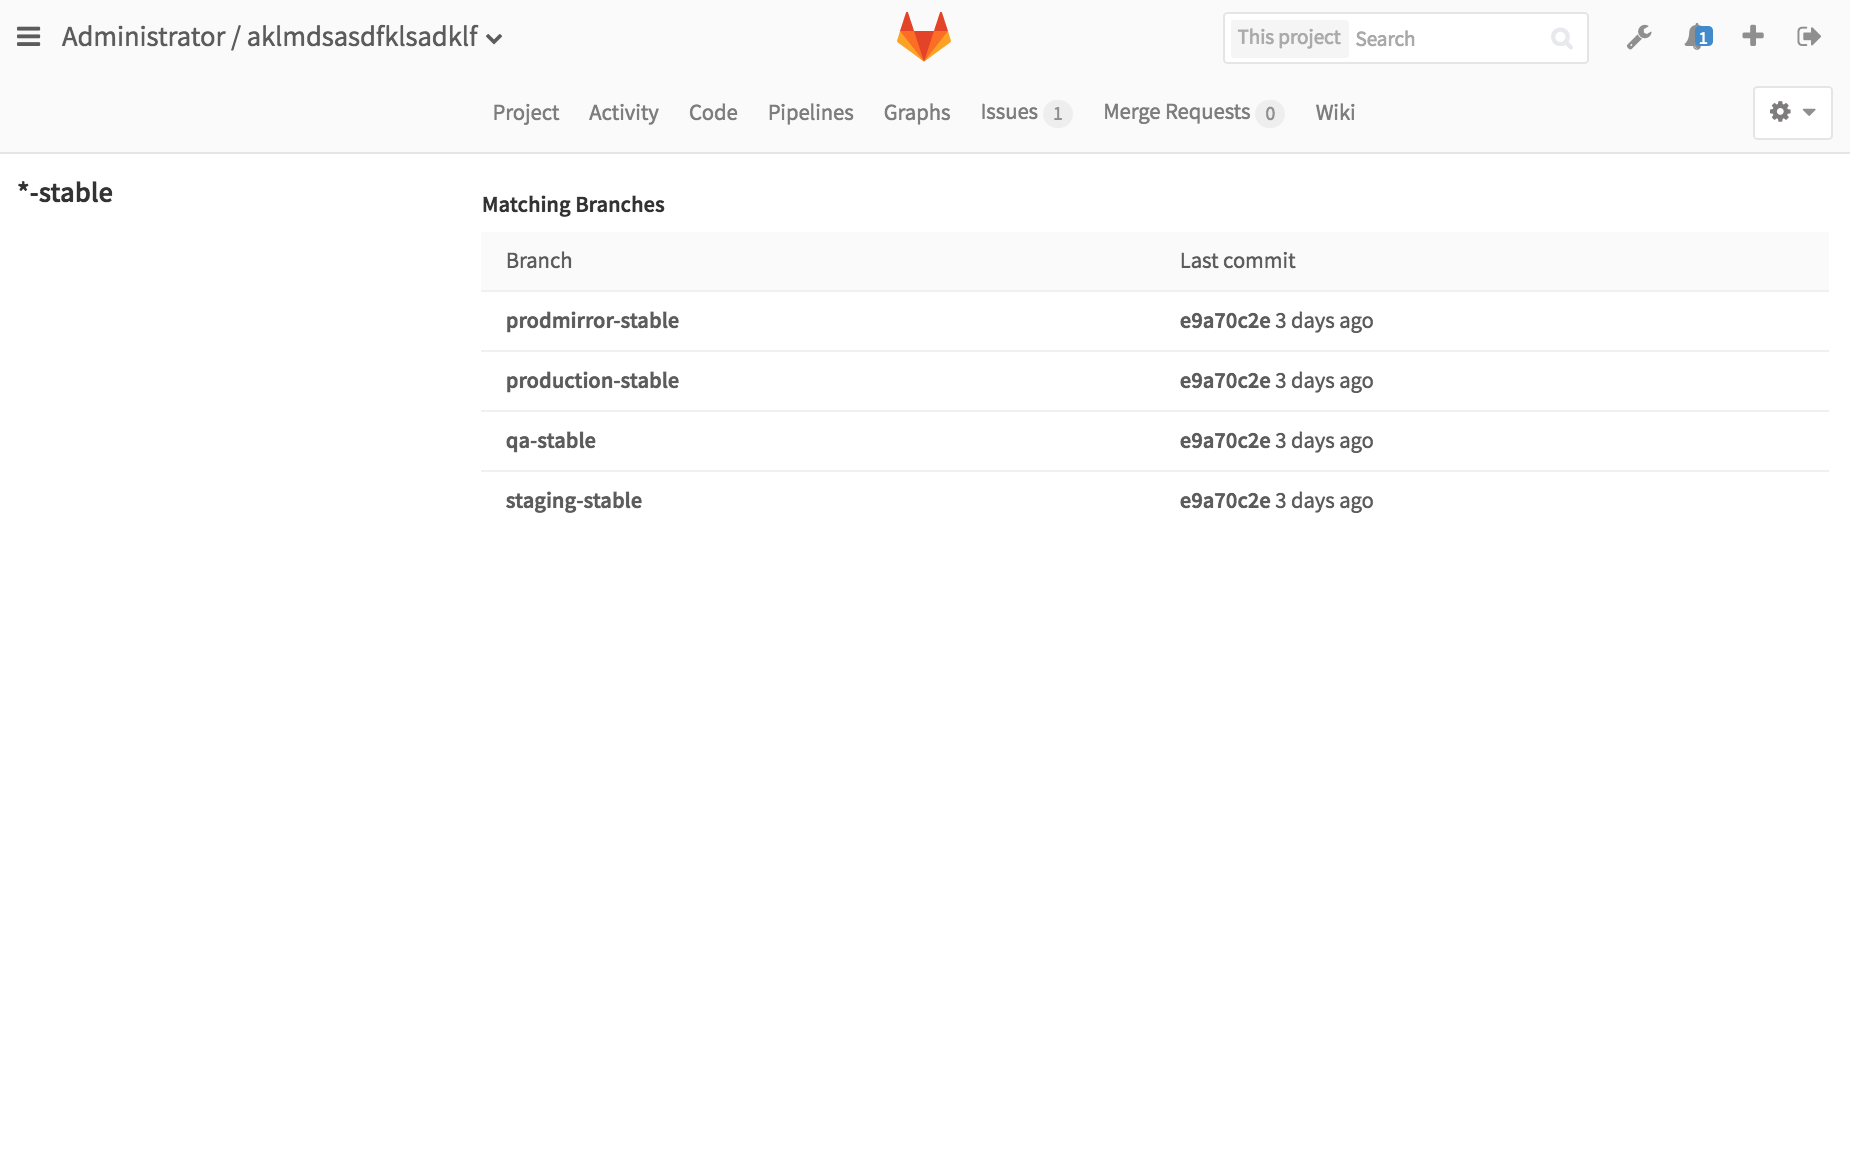 Administrator / aklmdsasdfklsadklf
This project Search
1
Project Activity Code Pipelines Graphs Issues 1 Merge Requests 0 Wiki
*-stable
Matching Branches
Branch Last commit
prodmirror-stable e9a70c2e 3 days ago
production-stable e9a70c2e 3 days ago
qa-stable e9a70c2e 3 days ago
staging-stable e9a70c2e 3 days ago